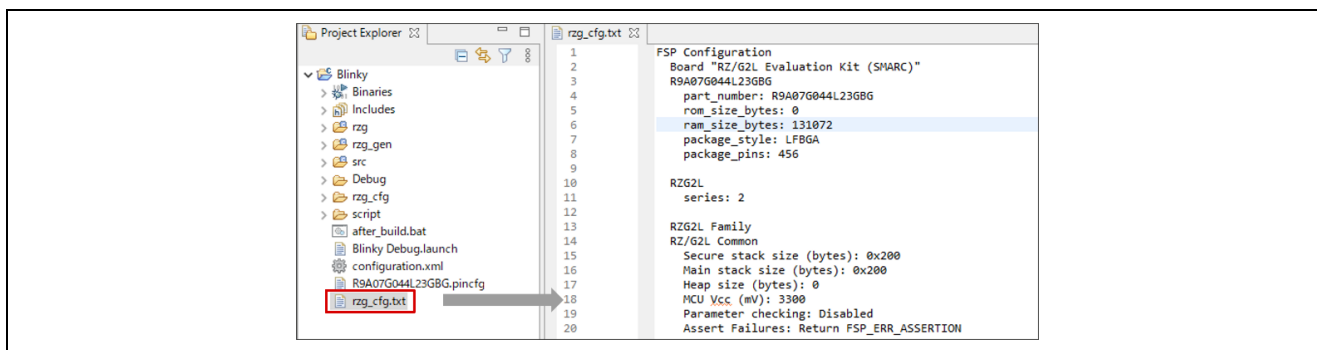 Project Explorer
Blinky
Binaries
Includes
rzg
rzg_gen
src
Debug
rzg_cfg
script
after_build.bat
Blinky Debug.launch
configuration.xml
R9A07G044L23GBG.pincfg
rzg_cfg.txt
rzg_cfg.txt
1 FSP Configuration
2 Board "RZ/G2L Evaluation Kit (SMARC)"
3 R9A07G044L23GBG
4 part_number: R9A07G044L23GBG
5 rom_size_bytes: 0
6 ram_size_bytes: 131072
7 package_style: LFBGA
8 package_pins: 456
9
10 RZG2L
11 series: 2
12
13 RZG2L Family
14 RZ/G2L Common
15 Secure stack size (bytes): 0x200
16 Main stack size (bytes): 0x200
17 Heap size (bytes): 0
18 MCU Vcc (mV): 3300
19 Parameter checking: Disabled
20 Assert Failures: Return FSP_ERR_ASSERTION